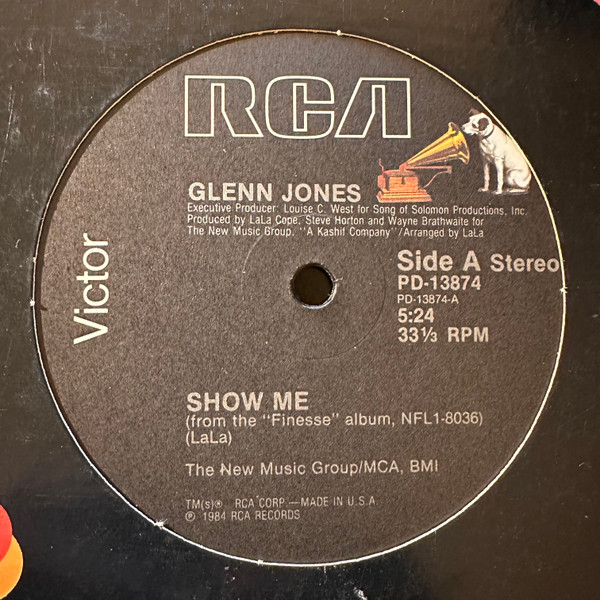 RCA
Victor
GLENN JONES
Executive Producer: Louise C. West for Song of Solomon Productions, Inc.
Produced by LaLa Cope, Steve Horton and Wayne Brathwaite for
The New Music Group, "A Kashif Company"/Arranged by LaLa
Side A Stereo
PD-13874
PD-13874-A
5:24
33⅓ RPM
SHOW ME
(from the "Finesse" album, NFL1-8036)
(LaLa)
The New Music Group/MCA, BMI
TM(s)® RCA CORP.—MADE IN U.S.A.
℗ 1984 RCA RECORDS